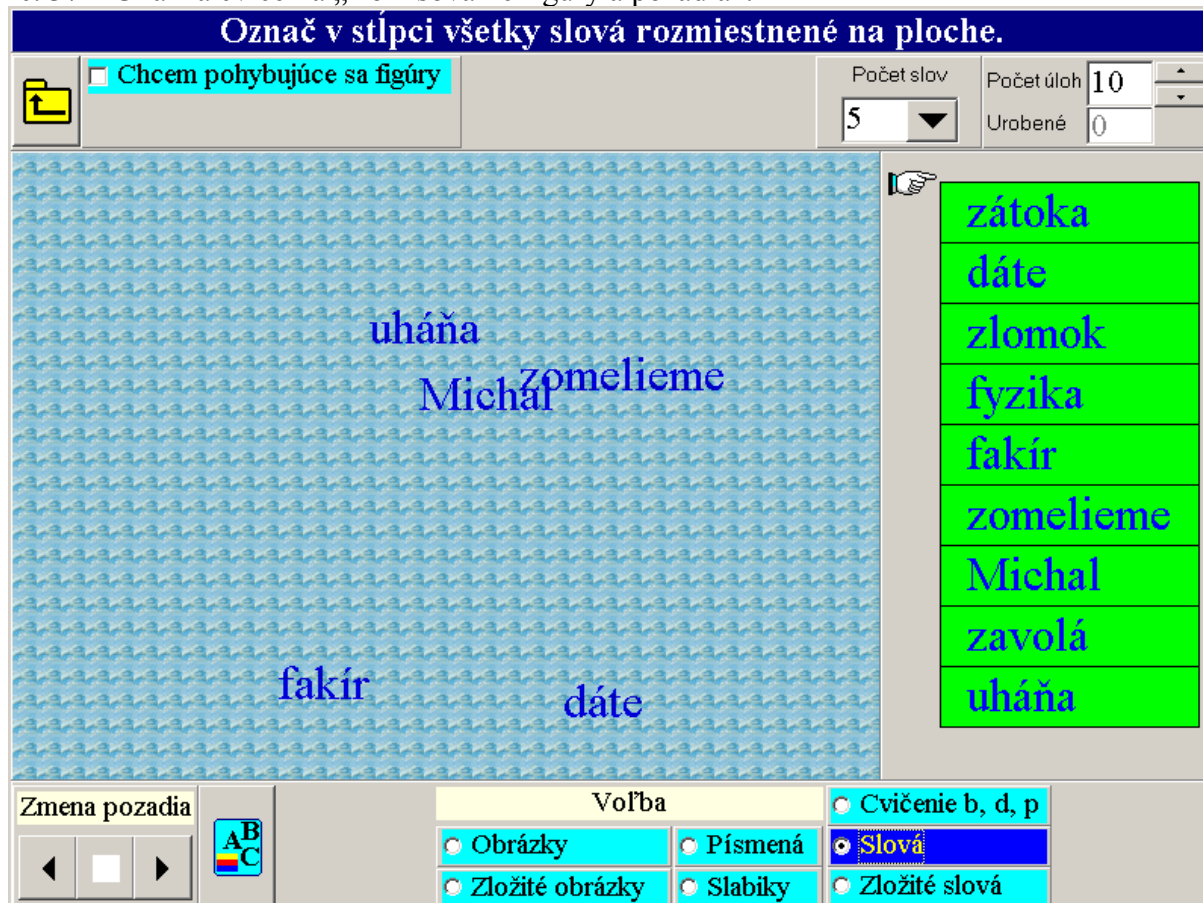 Označ v stĺpci všetky slová rozmiestnené na ploche.
Chcem pohybujúce sa figúry
Počet slov
5
Počet úloh 10
Urobené 0
uháňa
zomelieme
Michal
fakír
dáte
zátoka
dáte
zlomok
fyzika
fakír
zomelieme
Michal
zavolá
uháňa
Zmena pozadia
ABC
Voľba
Obrázky
Písmená
Zložité obrázky
Slabiky
Cvičenie b, d, p
Slová
Zložité slová